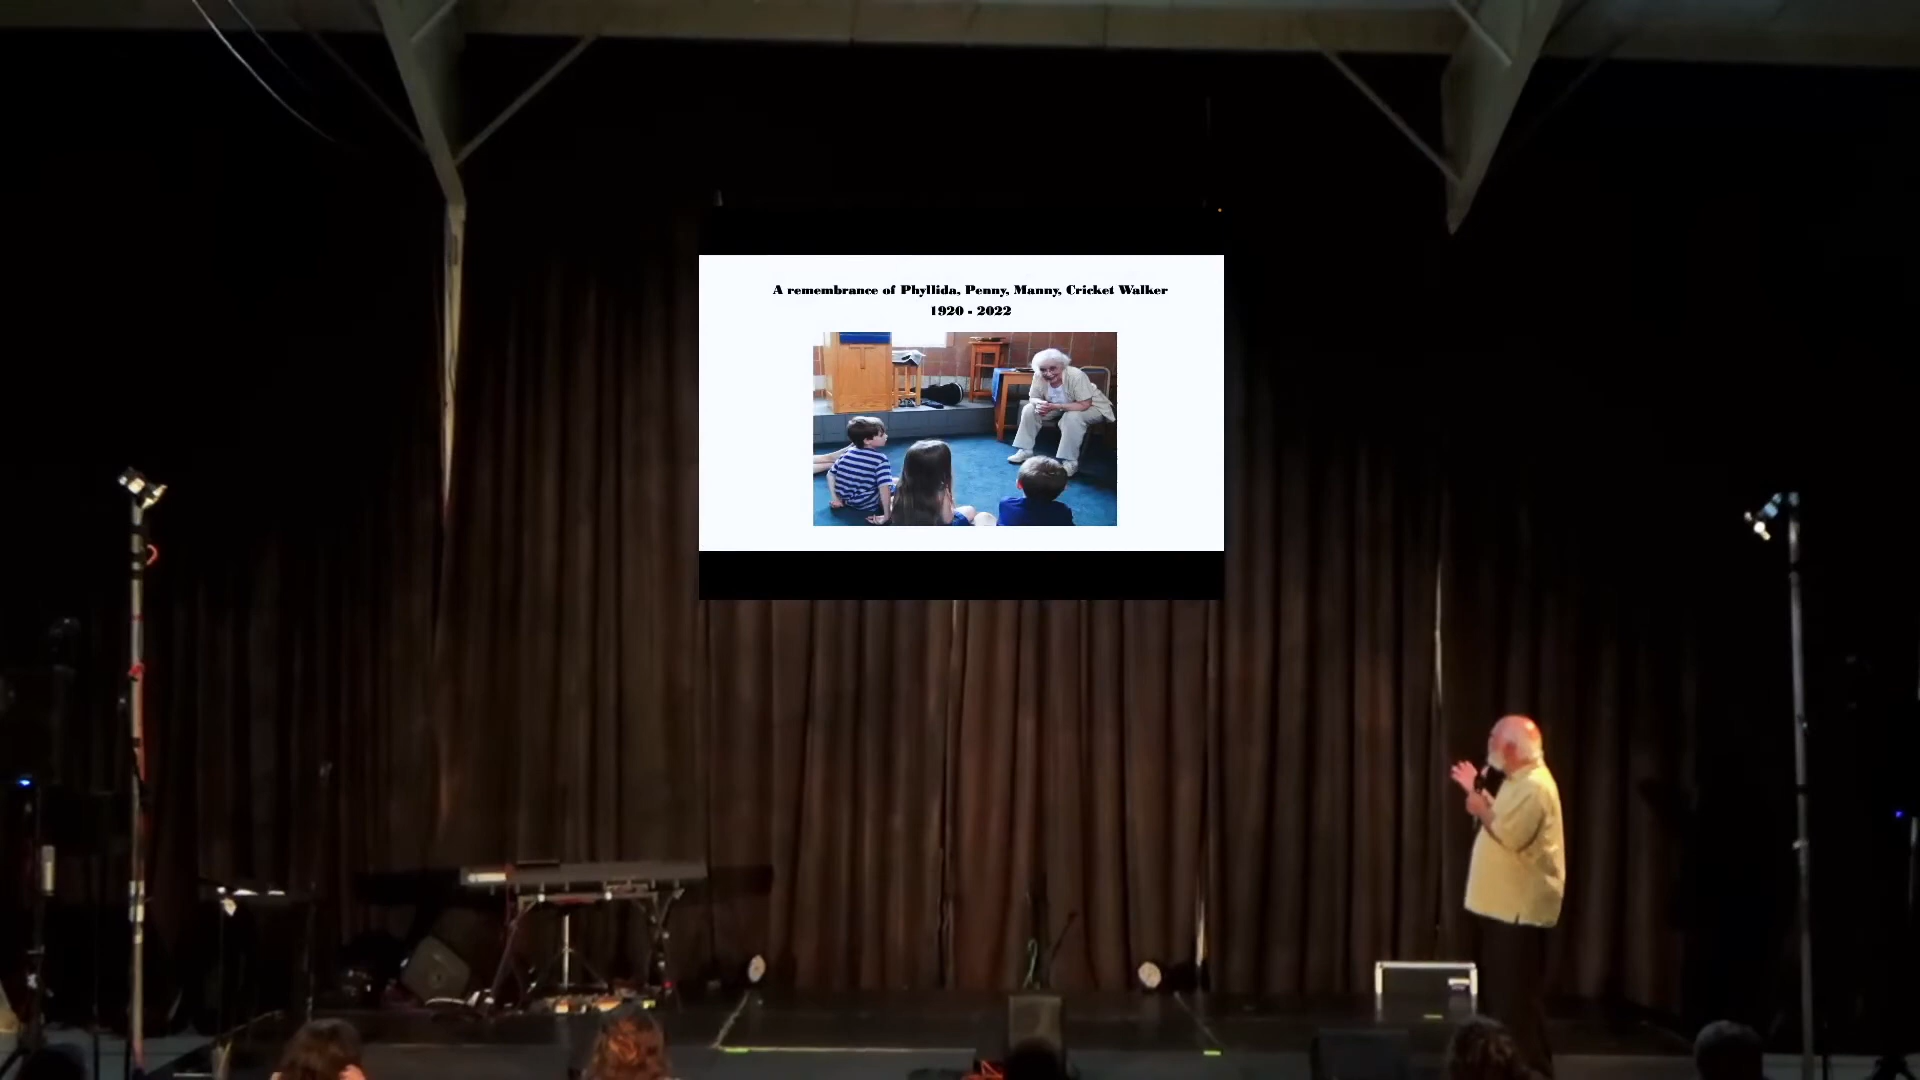 A remembrance of Phyllida, Penny, Manny, Cricket Walker
1920 - 2022